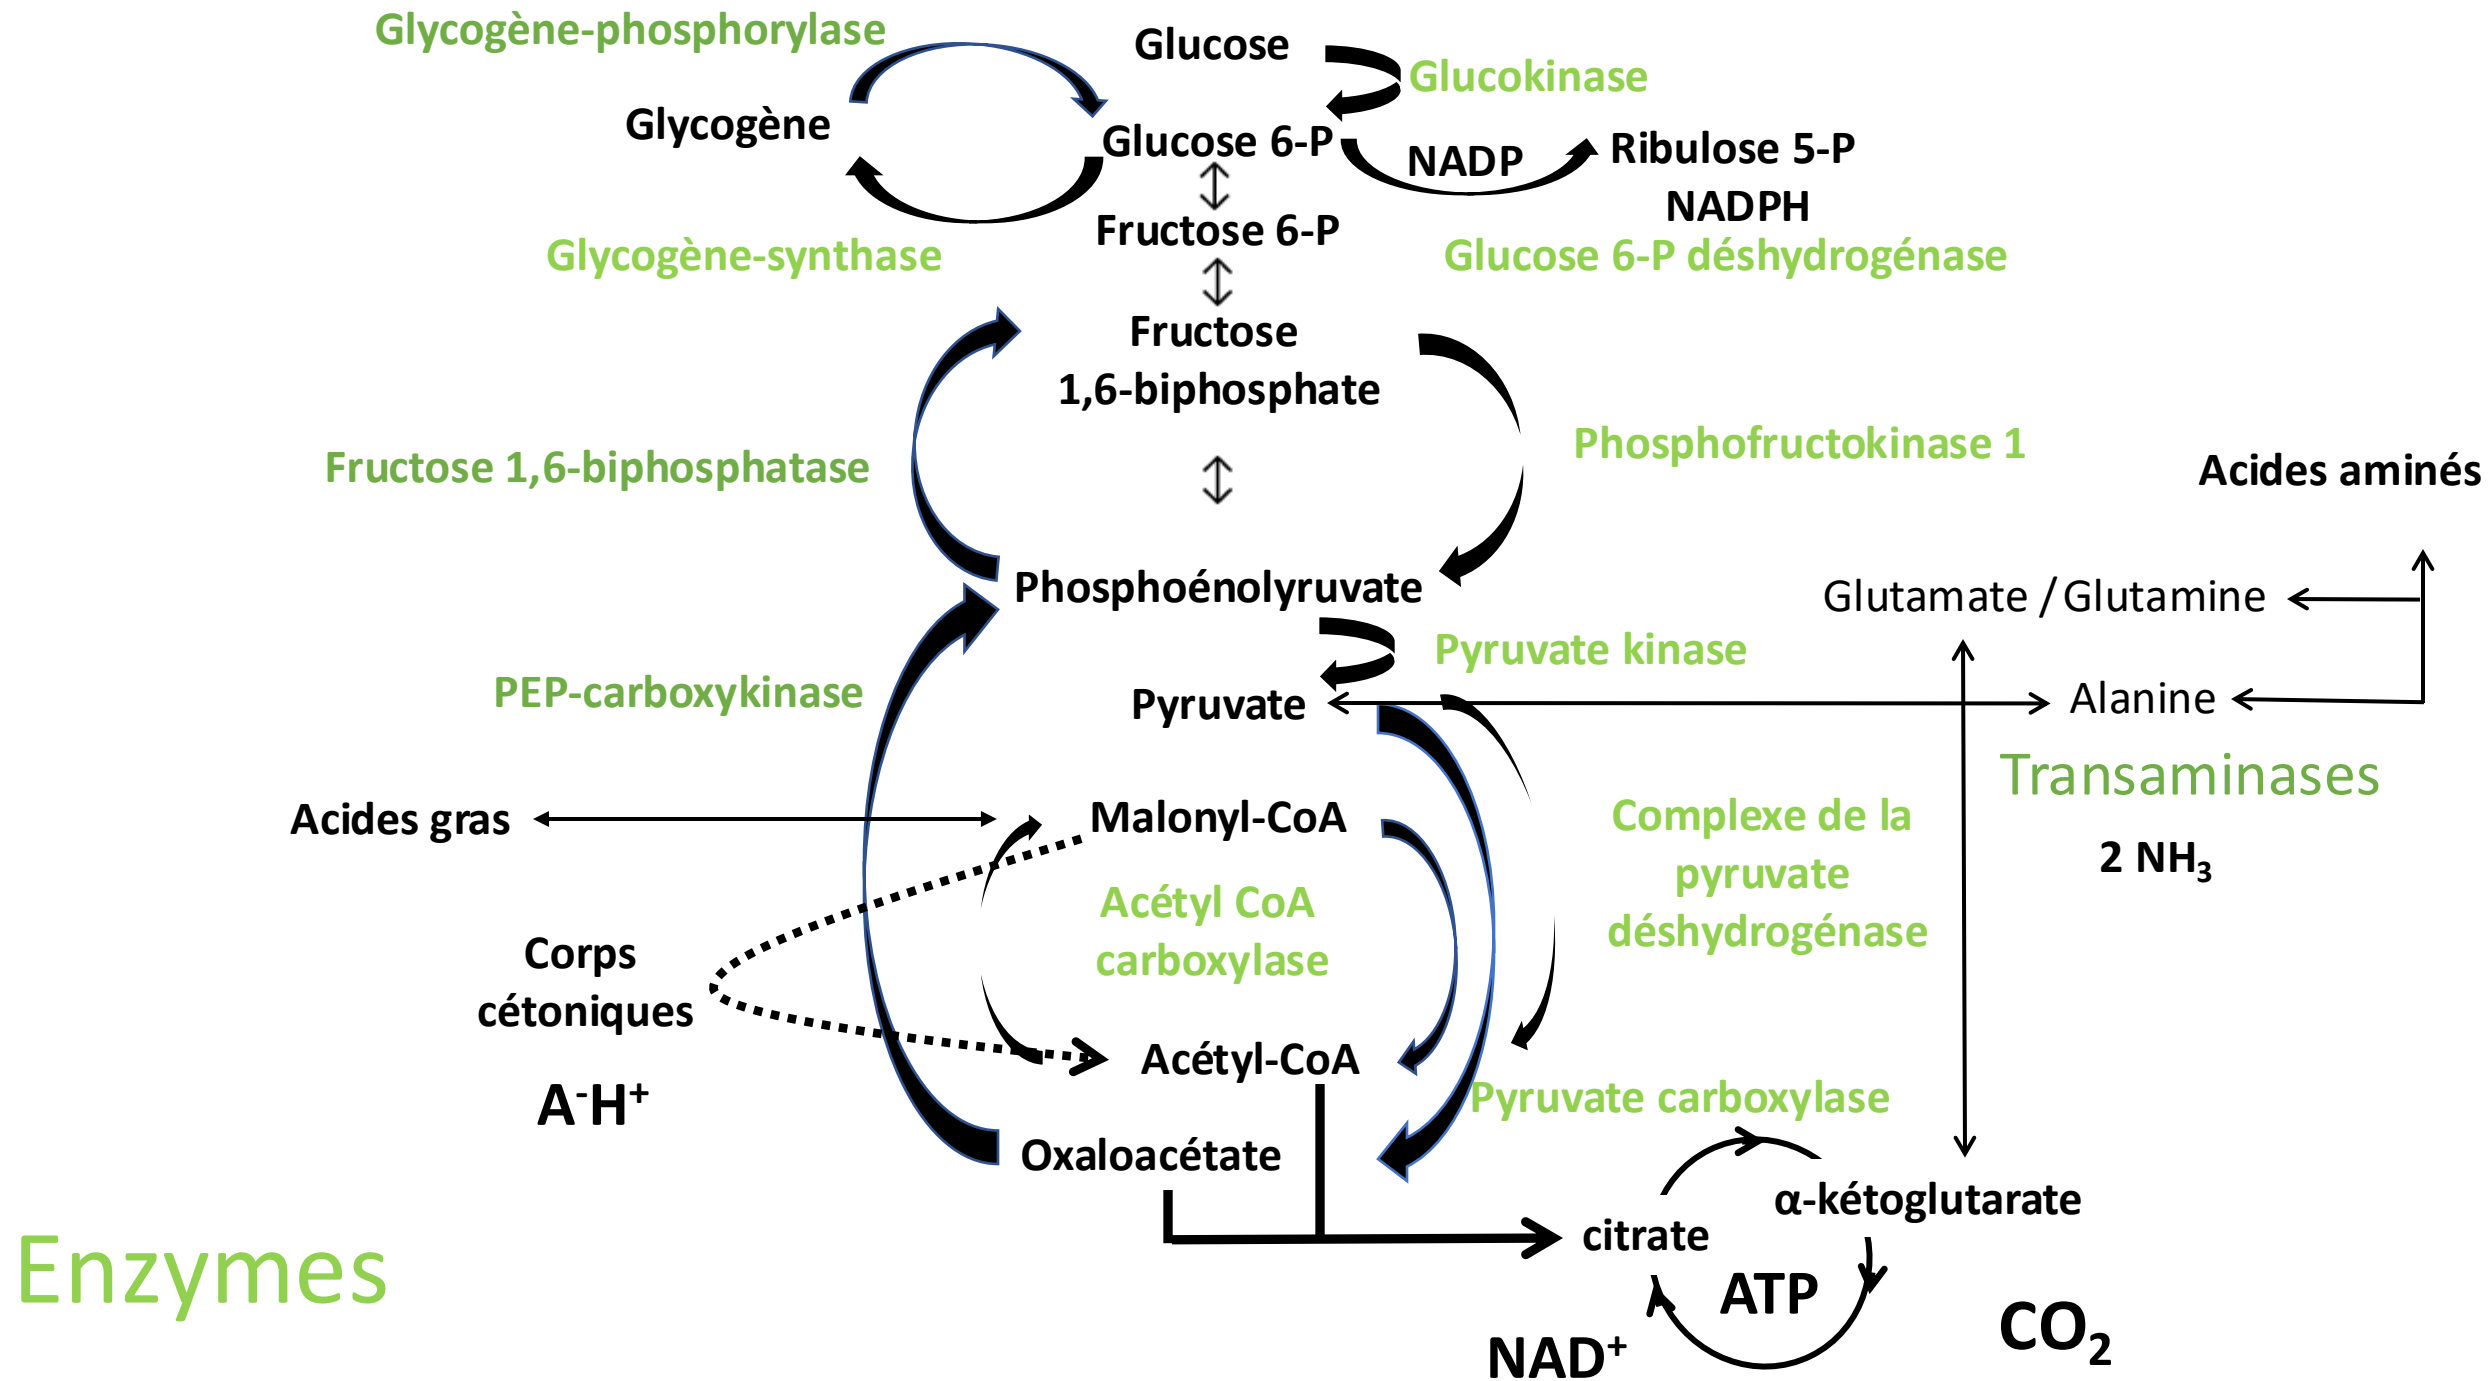 Glycogène-phosphorylase
Glucose
Glucokinase
Glycogène
Glucose 6-P
NADP
Ribulose 5-P
NADPH
Fructose 6-P
Glycogène-synthase
Glucose 6-P déshydrogénase
Fructose
1,6-biphosphate
Fructose 1,6-biphosphatase
Phosphofructokinase 1
Acides aminés
Phosphoénolyruvate
Glutamate / Glutamine
Pyruvate kinase
PEP-carboxykinase
Pyruvate
Alanine
Transaminases
Acides gras
Malonyl-CoA
Complexe de la
pyruvate
déshydrogénase
2 NH₃
Acétyl CoA
carboxylase
Corps
cétoniques
Acétyl-CoA
A⁻H⁺
Pyruvate carboxylase
Oxaloacétate
α-kétoglutarate
citrate
Enzymes
ATP
CO₂
NAD⁺